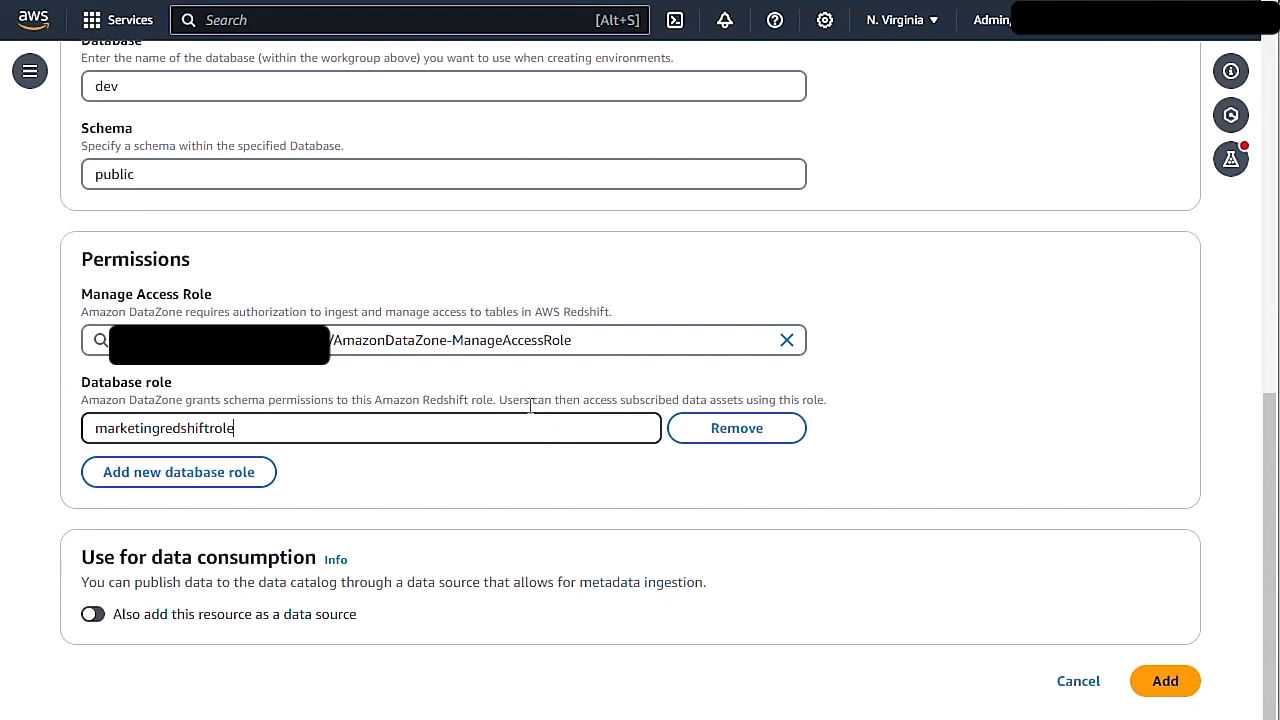 aws Services Search [Alt+S] N. Virginia Admin
Database
Enter the name of the database (within the workgroup above) you want to use when creating environments.
dev
Schema
Specify a schema within the specified Database.
public
Permissions
Manage Access Role
Amazon DataZone requires authorization to ingest and manage access to tables in AWS Redshift.
/AmazonDataZone-ManageAccessRole
Database role
Amazon DataZone grants schema permissions to this Amazon Redshift role. Users can then access subscribed data assets using this role.
marketingredshiftrole Remove
Add new database role
Use for data consumption Info
You can publish data to the data catalog through a data source that allows for metadata ingestion.
Also add this resource as a data source
Cancel Add